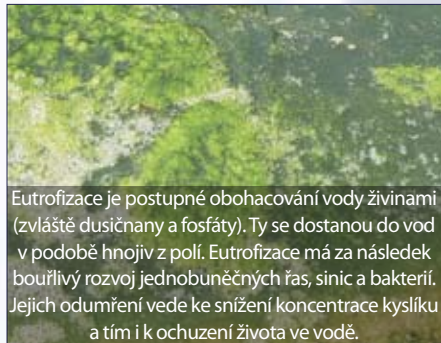 Eutrofizace je postupné obohacování vody živinami
(zvláště dusičnany a fosfáty). Ty se dostanou do vod
v podobě hnojiv z polí. Eutrofizace má za následek
bouřlivý rozvoj jednobuněčných řas, sinic a bakterií.
Jejich odumření vede ke snížení koncentrace kyslíku
a tím i k ochuzení života ve vodě.